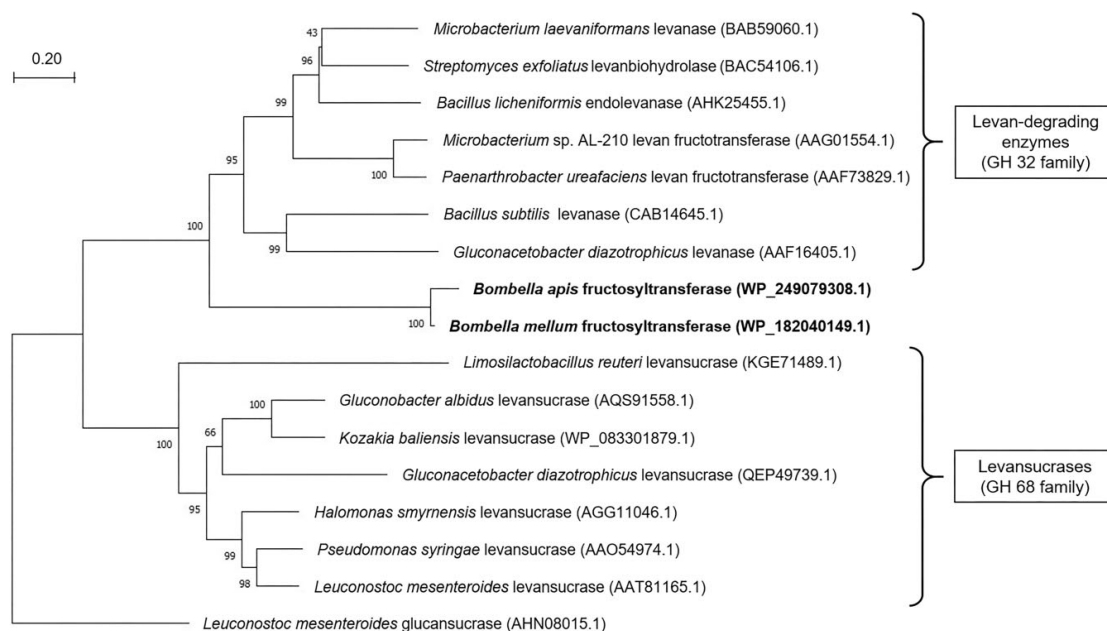 0.20
43
Microbacterium laevaniformans levanase (BAB59060.1)
96
Streptomyces exfoliatus levanbiohydrolase (BAC54106.1)
99
Bacillus licheniformis endolevanase (AHK25455.1)
95
Microbacterium sp. AL-210 levan fructotransferase (AAG01554.1)
100
Paenarthrobacter ureafaciens levan fructotransferase (AAF73829.1)
Levan-degrading
enzymes
(GH 32 family)
100
Bacillus subtilis levanase (CAB14645.1)
99
Gluconacetobacter diazotrophicus levanase (AAF16405.1)
Bombella apis fructosyltransferase (WP_249079308.1)
100
Bombella mellum fructosyltransferase (WP_182040149.1)
Limosilactobacillus reuteri levansucrase (KGE71489.1)
100
Gluconobacter albidus levansucrase (AQS91558.1)
66
Kozakia baliensis levansucrase (WP_083301879.1)
100
Gluconacetobacter diazotrophicus levansucrase (QEP49739.1)
95
Halomonas smyrnensis levansucrase (AGG11046.1)
99
Pseudomonas syringae levansucrase (AAO54974.1)
98
Leuconostoc mesenteroides levansucrase (AAT81165.1)
Levansucrases
(GH 68 family)
Leuconostoc mesenteroides glucansucrase (AHN08015.1)